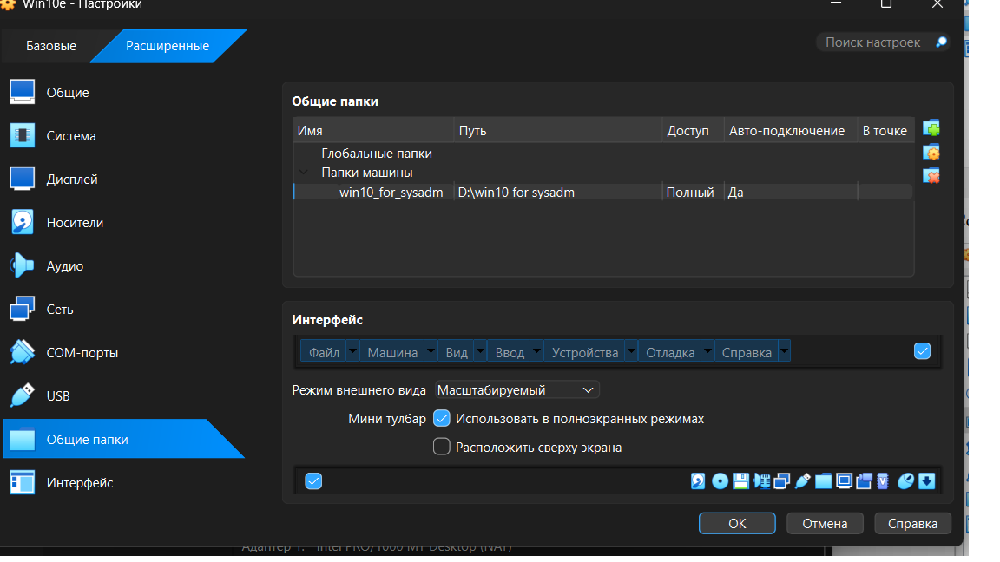 Win10e - Настройки
Базовые
Расширенные
Поиск настроек
Общие
Система
Дисплей
Носители
Аудио
Сеть
COM-порты
USB
Общие папки
Интерфейс
Общие папки
Имя Путь Доступ Авто-подключение В точке
Глобальные папки
Папки машины
win10_for_sysadm D:\win10 for sysadm Полный Да
Интерфейс
Файл Машина Вид Ввод Устройства Отладка Справка
Режим внешнего вида Масштабируемый
Мини тулбар Использовать в полноэкранных режимах
Расположить сверху экрана
OK Отмена Справка
Адаптер 1: Intel PRO/1000 MT Desktop (NAT)